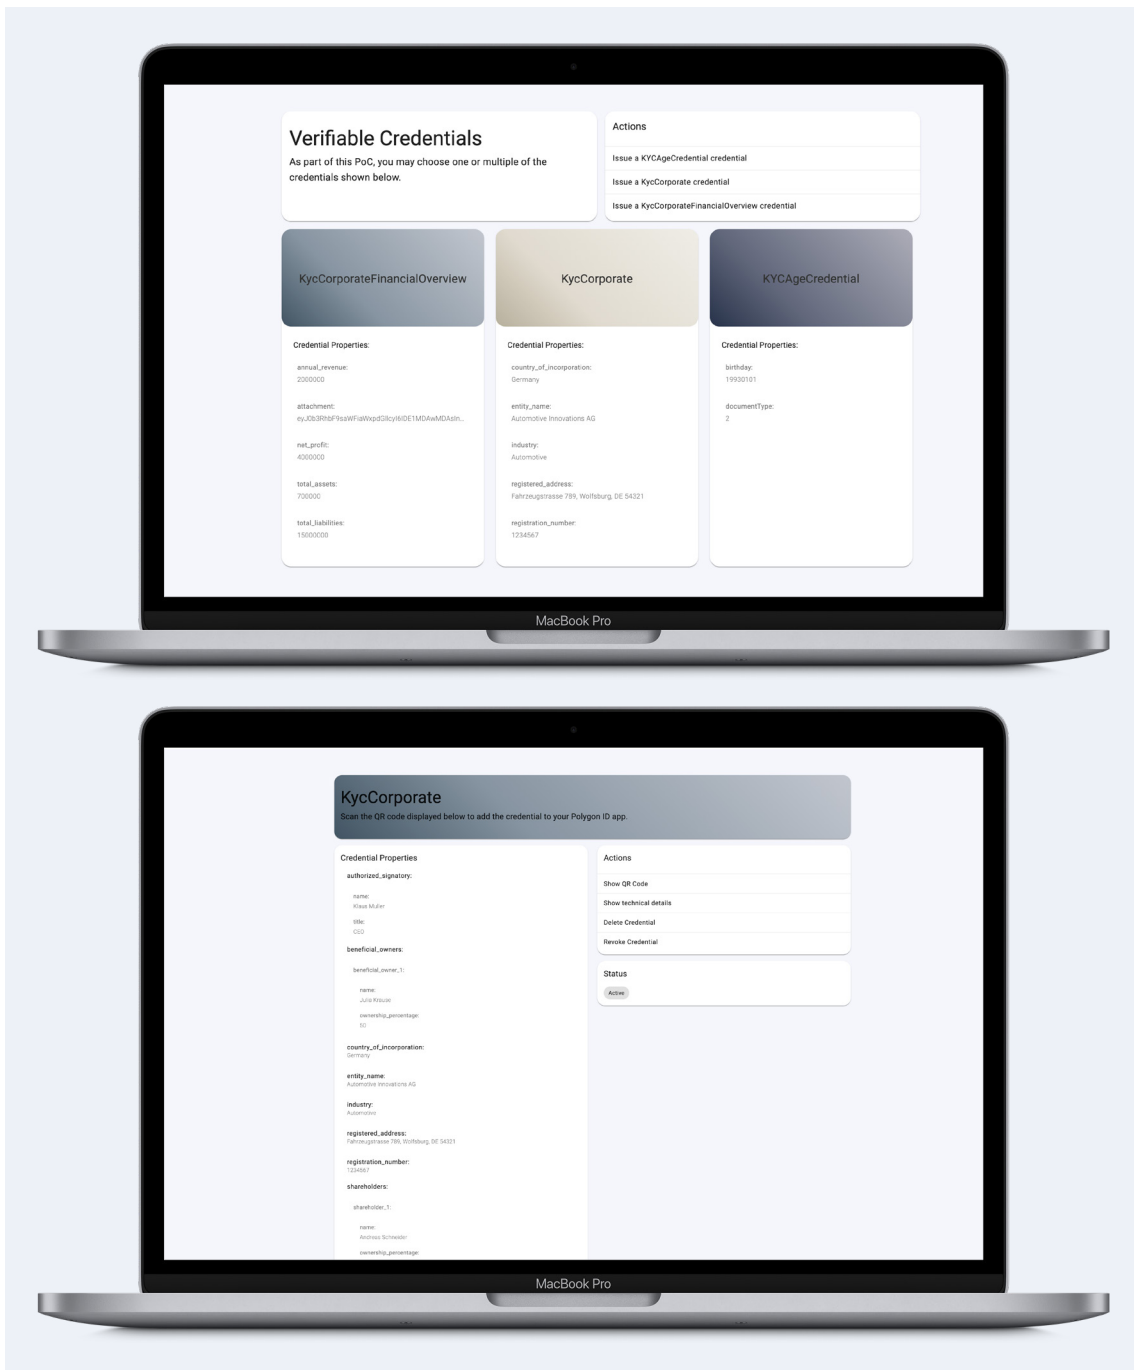 Verifiable Credentials
As part of this PoC, you may choose one or multiple of the
credentials shown below.
Actions
Issue a KYCAgeCredential credential
Issue a KycCorporate credential
Issue a KycCorporateFinancialOverview credential
KycCorporateFinancialOverview
Credential Properties:
annual_revenue:
2000000
attachment:
net_profit:
4000000
total_assets:
700000
total_liabilities:
15000000
KycCorporate
Credential Properties:
country_of_incorporation:
Germany
entity_name:
Automotive Innovations AG
industry:
Automotive
registered_address:
Fahrzeugstrasse 789, Wolfsburg, DE 54321
registration_number:
1234567
KYCAgeCredential
Credential Properties:
birthday:
19930101
documentType:
2
MacBook Pro
KycCorporate
Scan the QR code displayed below to add the credential to your Polygon ID app.
Credential Properties
authorized_signatory:
name:
Klaus Muller
title:
CEO
beneficial_owners:
beneficial_owner_1:
name:
Julia Krause
ownership_percentage:
country_of_incorporation:
Germany
entity_name:
Automotive Innovations AG
industry:
Automotive
registered_address:
Fahrzeugstrasse 789, Wolfsburg, DE 54321
registration_number:
1234567
shareholders:
shareholder_1:
name:
Andreas Schneider
ownership_percentage:
Actions
Show QR Code
Show technical details
Delete Credential
Revoke Credential
Status
Active
MacBook Pro